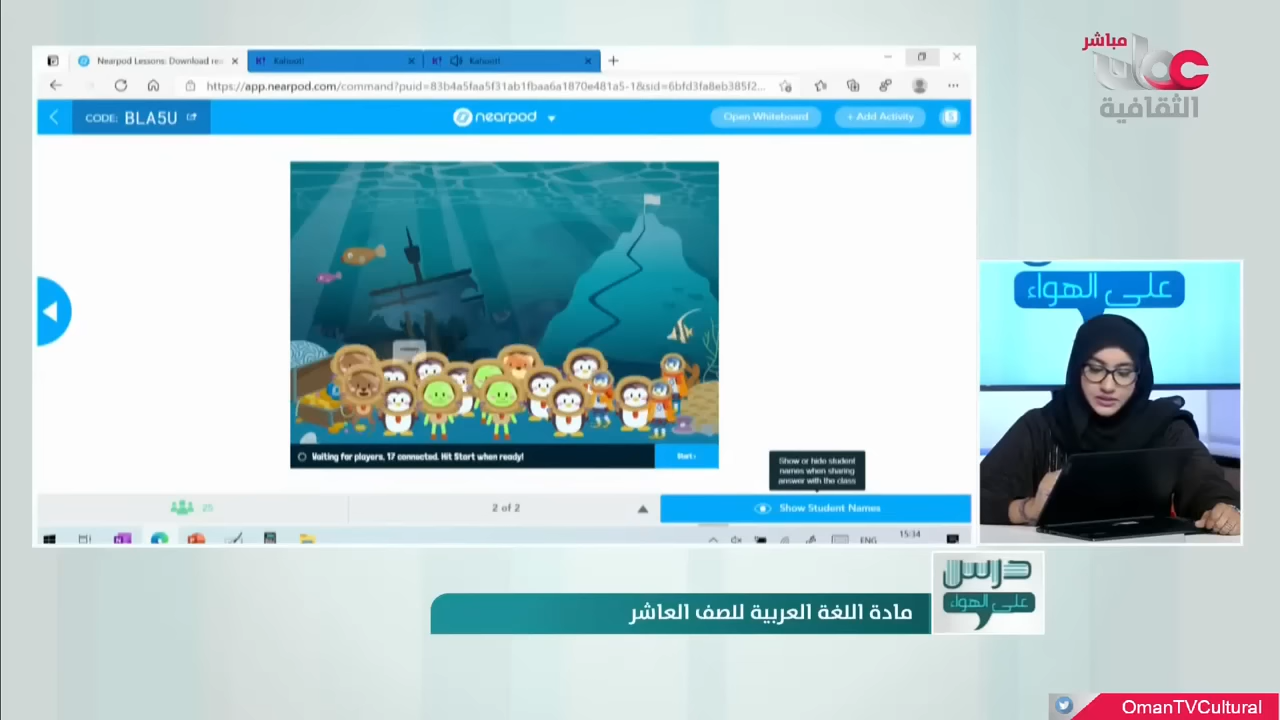 Nearpod Lessons: Download re
Kahoot!
Kahoot!
https://app.nearpod.com/command?puid=83b4a5faa5f31ab1fbaa6a1870e481a5-1&sid=6bfd3fa8eb385f2...
CODE: BLA5U
nearpod
Open Whiteboard
+ Add Activity
Waiting for players, 17 connected. Hit Start when ready!
Start ›
Show or hide student
names when sharing
answer with the class
25
2 of 2
Show Student Names
ENG
15:34
مباشر
عمان
الثقافية
على الهواء
درس
على الهواء
مادة اللغة العربية للصف العاشر
OmanTVCultural